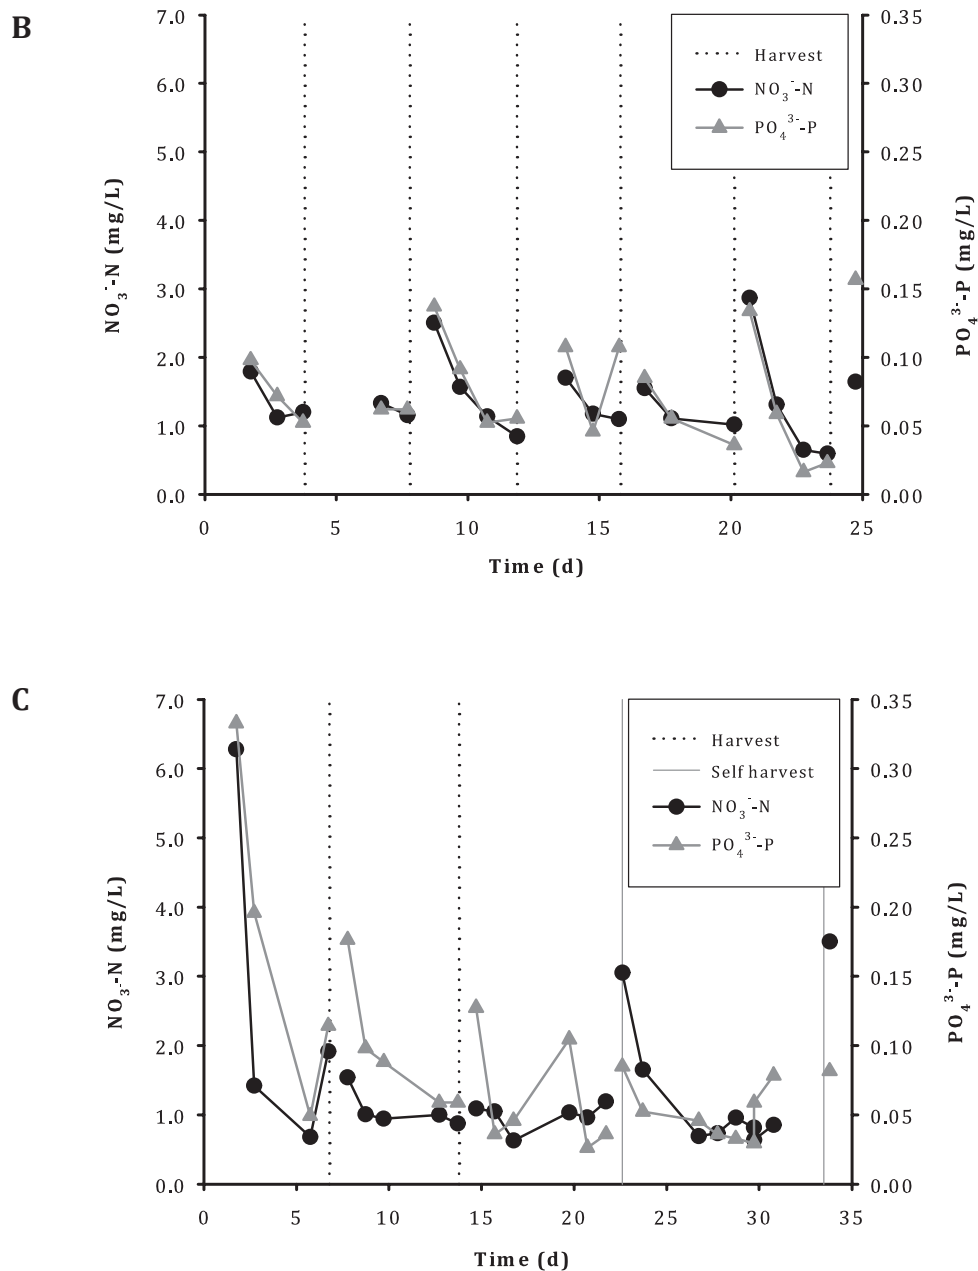 B
7.0
6.0
5.0
4.0
3.0
2.0
1.0
0.0
NO₃⁻-N (mg/L)
0.35
0.30
0.25
0.20
0.15
0.10
0.05
0.00
PO₄³⁻-P (mg/L)
Harvest
NO₃⁻-N
PO₄³⁻-P
0 5 10 15 20 25
Time (d)
C
7.0
6.0
5.0
4.0
3.0
2.0
1.0
0.0
NO₃⁻-N (mg/L)
0.35
0.30
0.25
0.20
0.15
0.10
0.05
0.00
PO₄³⁻-P (mg/L)
Harvest
Self harvest
NO₃⁻-N
PO₄³⁻-P
0 5 10 15 20 25 30 35
Time (d)